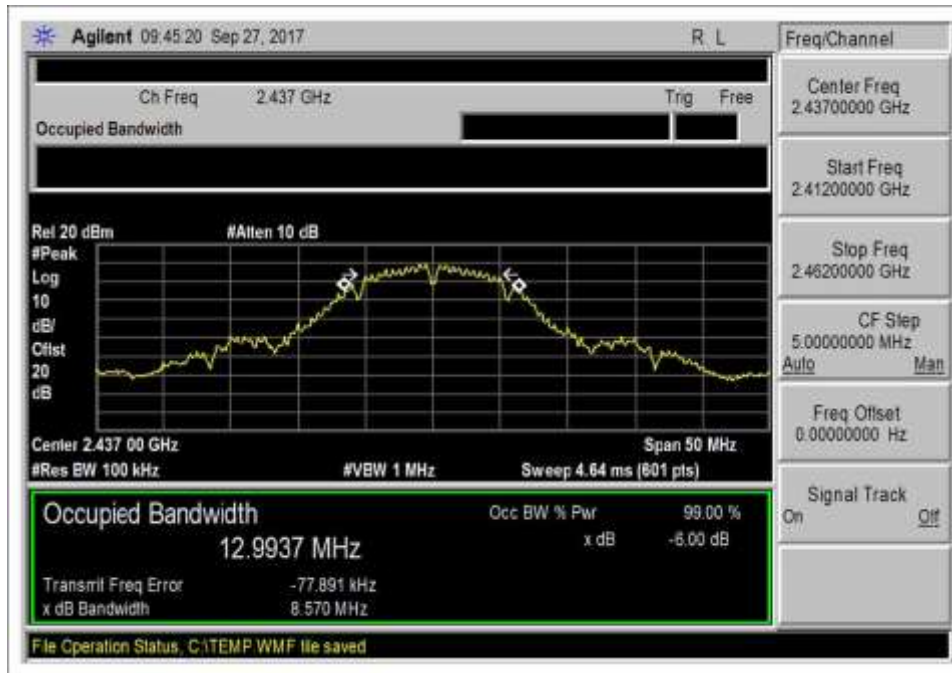 Agilent 09:45:20 Sep 27, 2017 R L
Ch Freq 2.437 GHz Trig Free
Occupied Bandwidth
Ref 20 dBm #Atten 10 dB
#Peak
Log
10
dB/
Offst
20
dB
Center 2.437 00 GHz Span 50 MHz
#Res BW 100 kHz #VBW 1 MHz Sweep 4.64 ms (601 pts)
Occupied Bandwidth Occ BW % Pwr 99.00 %
12.9937 MHz x dB -6.00 dB
Transmit Freq Error -77.891 kHz
x dB Bandwidth 8.570 MHz
File Operation Status, C:\TEMP.WMF file saved
Freq/Channel
Center Freq
2.43700000 GHz
Start Freq
2.41200000 GHz
Stop Freq
2.46200000 GHz
CF Step
5.00000000 MHz
Auto Man
Freq Offset
0.00000000 Hz
Signal Track
On Off